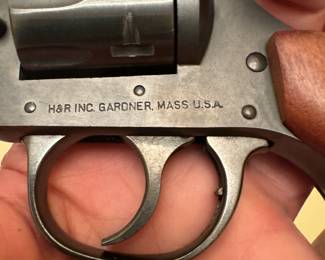 H&R INC. GARDNER, MASS U.S.A.